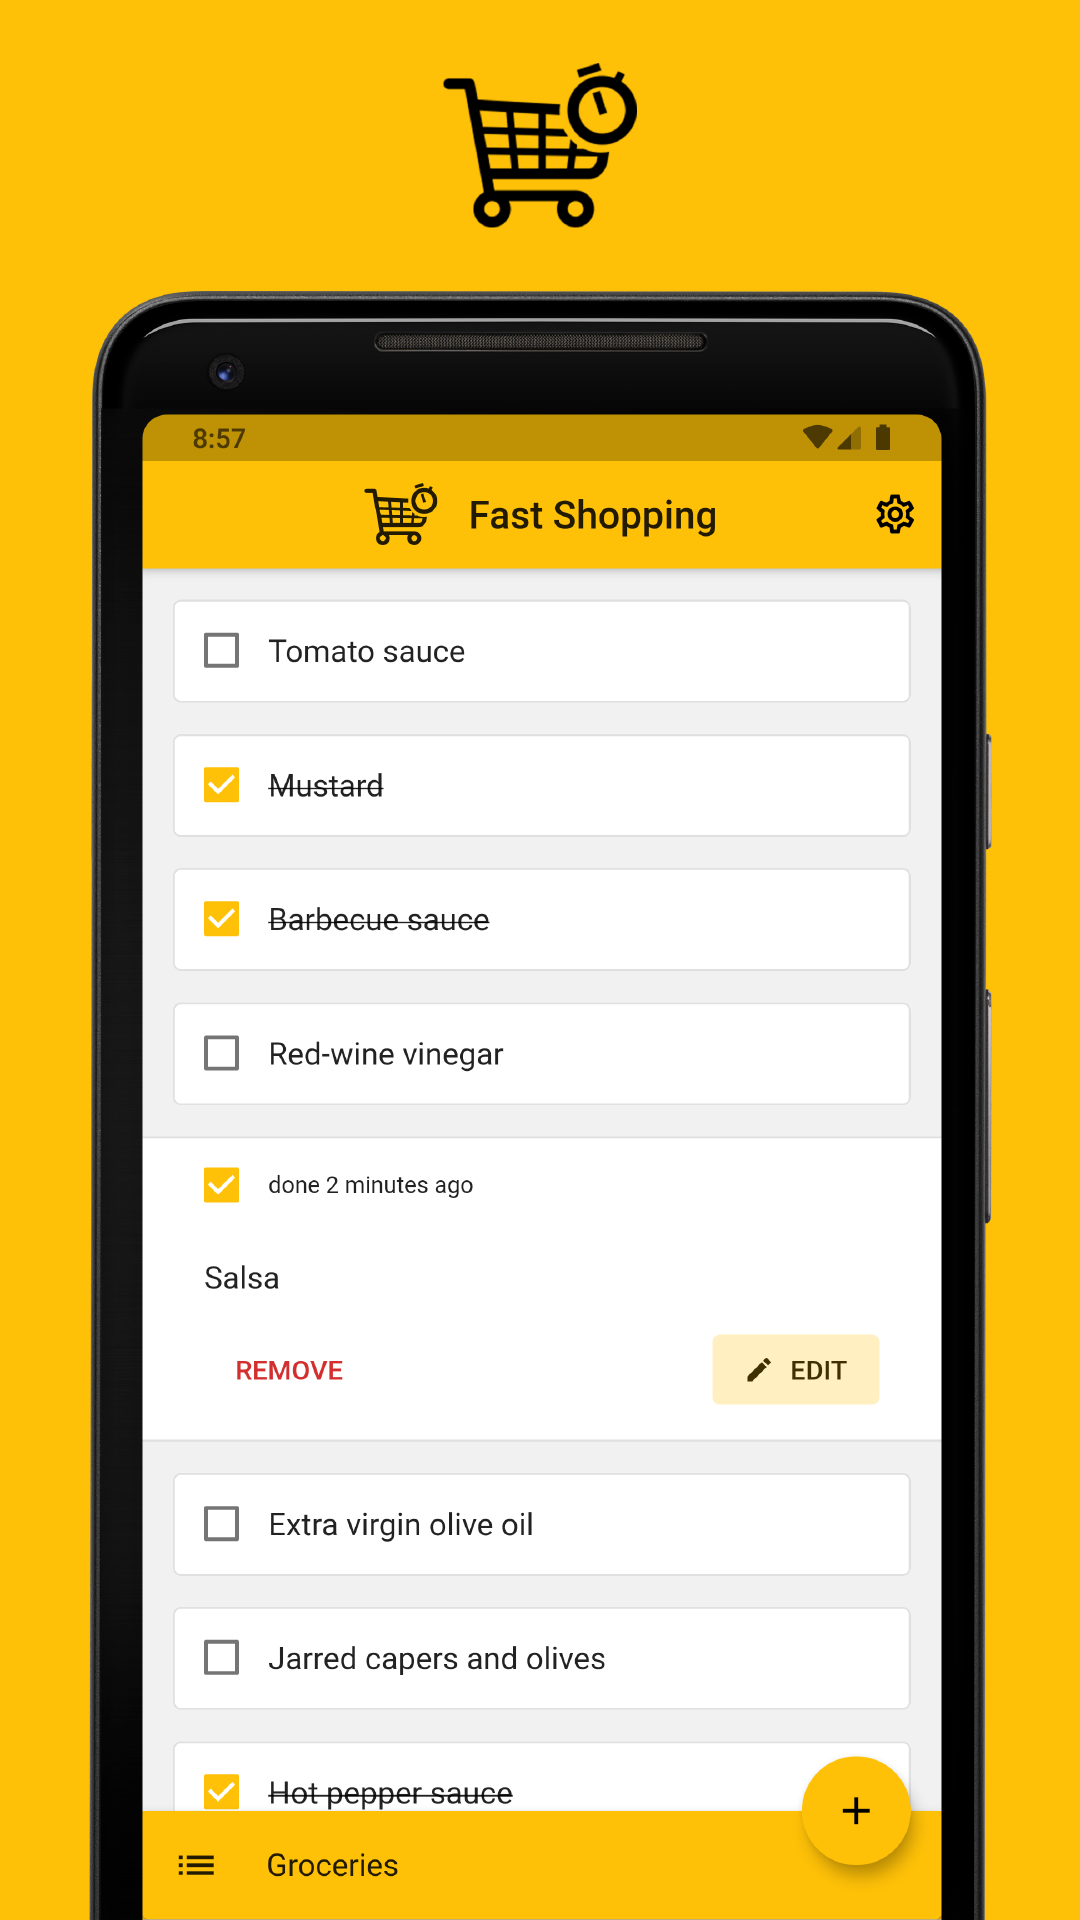 8:57
Fast Shopping
Tomato sauce
Mustard
Barbecue sauce
Red-wine vinegar
done 2 minutes ago
Salsa
REMOVE
EDIT
Extra virgin olive oil
Jarred capers and olives
Hot pepper sauce
+
Groceries